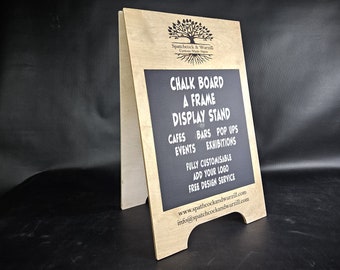 Spatchcock & Wurzill
CHALK BOARD
A FRAME
DISPLAY STAND
CAFES BARS POP UPS
EVENTS EXHIBITIONS
FULLY CUSTOMISABLE
ADD YOUR LOGO
FREE DESIGN SERVICE
www.spatchcockandwurzill.com
info@spatchcockandwurzill.com